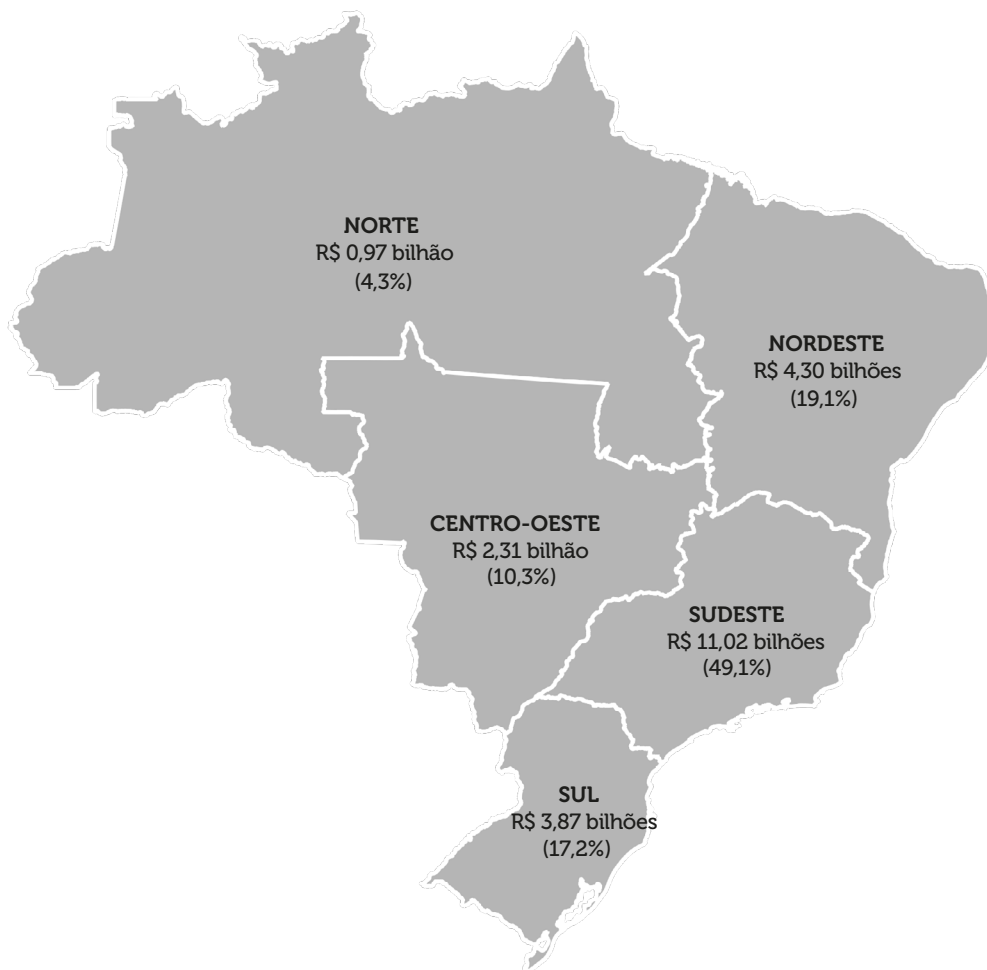 NORTE
R$ 0,97 bilhão
(4,3%)
NORDESTE
R$ 4,30 bilhões
(19,1%)
CENTRO-OESTE
R$ 2,31 bilhão
(10,3%)
SUDESTE
R$ 11,02 bilhões
(49,1%)
SUL
R$ 3,87 bilhões
(17,2%)